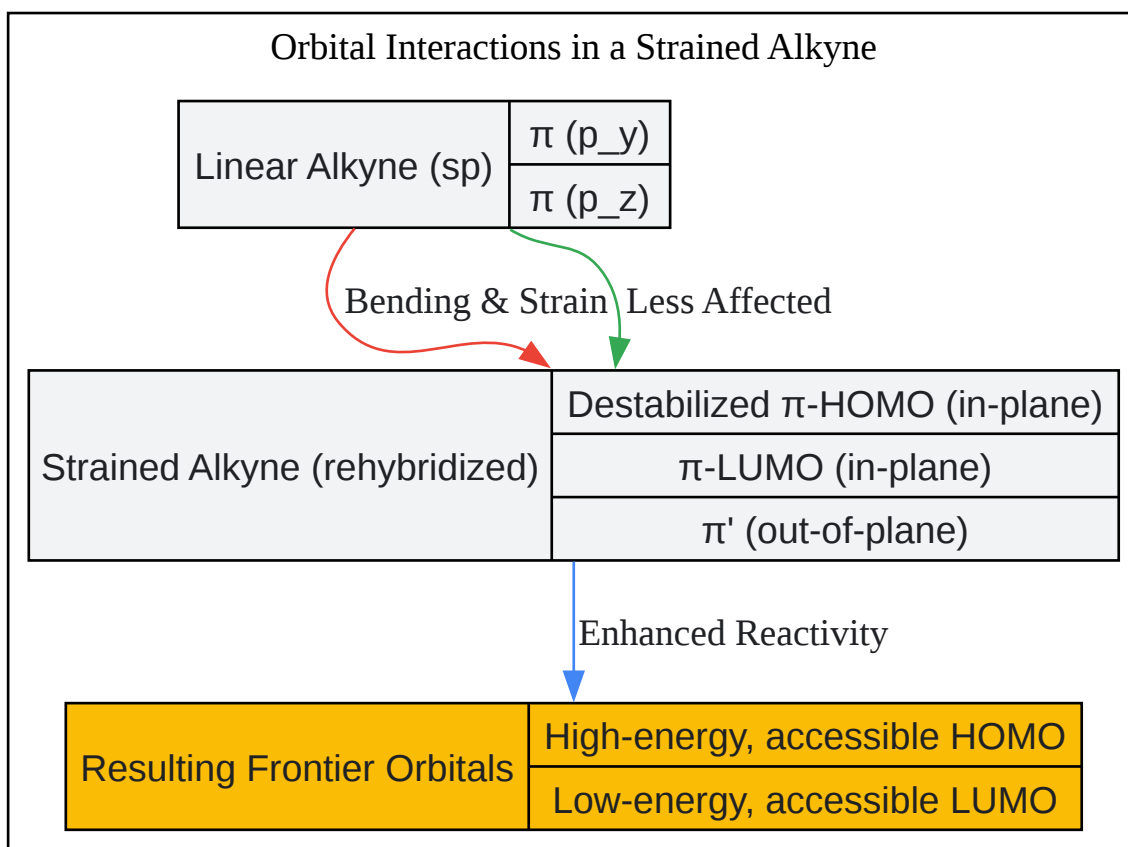 Orbital Interactions in a Strained Alkyne
Linear Alkyne (sp)
π (p_y)
π (p_z)
Bending & Strain
Less Affected
Strained Alkyne (rehybridized)
Destabilized π-HOMO (in-plane)
π-LUMO (in-plane)
π' (out-of-plane)
Enhanced Reactivity
Resulting Frontier Orbitals
High-energy, accessible HOMO
Low-energy, accessible LUMO